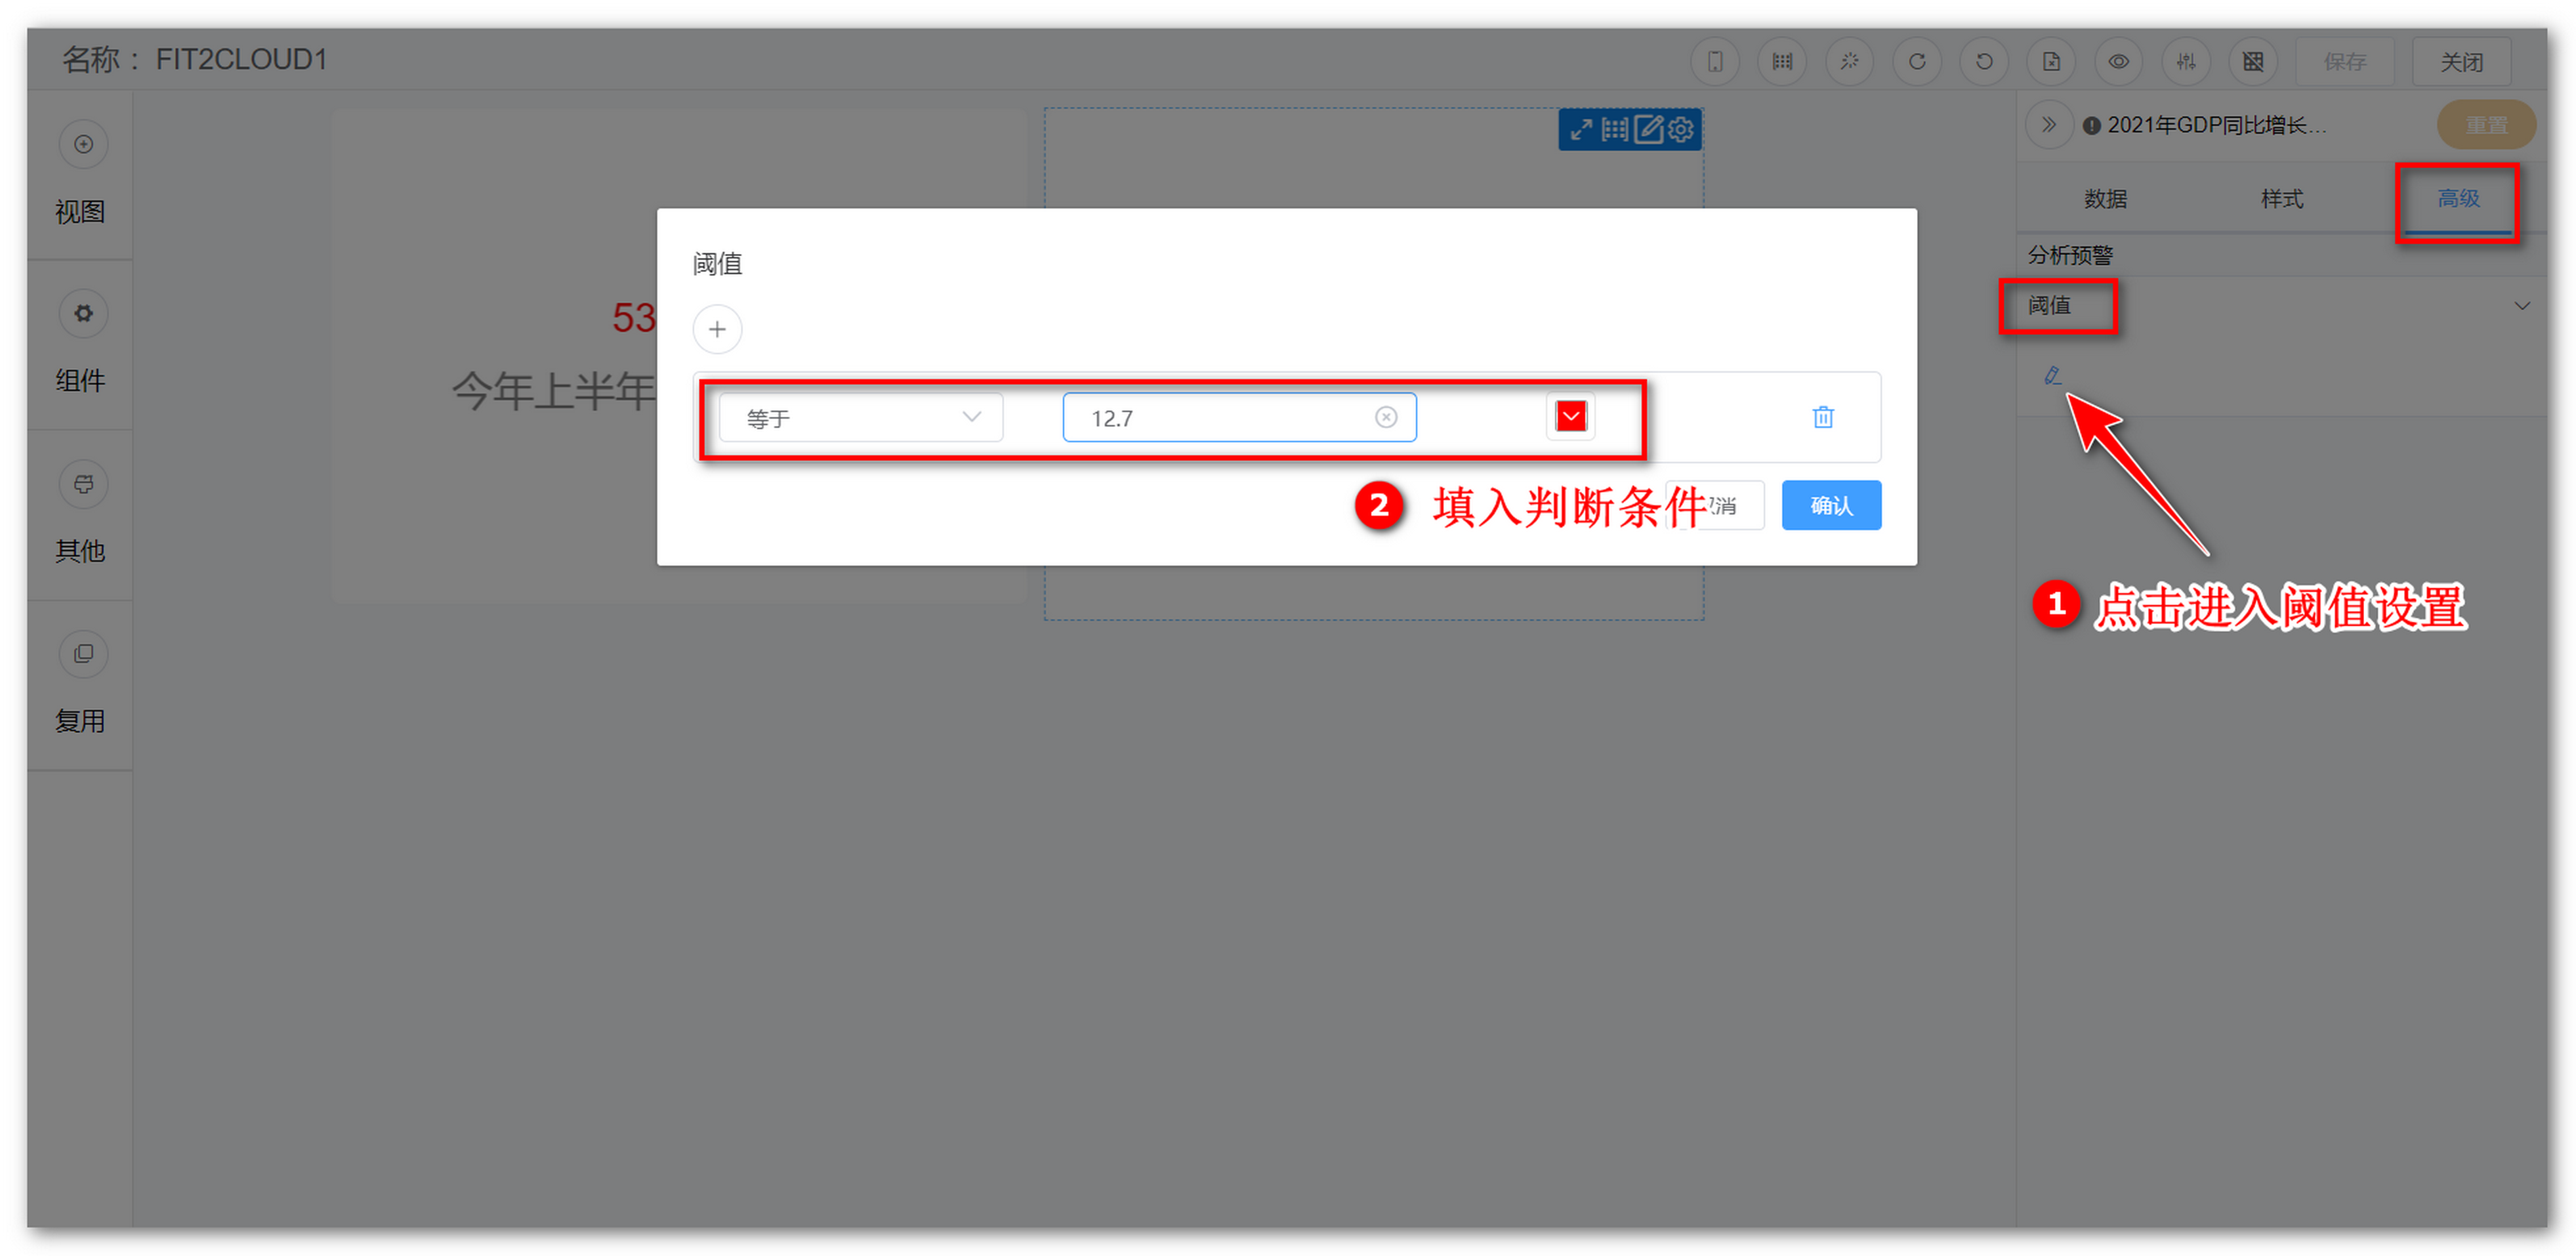 名称： FIT2CLOUD1
保存
关闭
视图
组件
其他
复用
53
今年上半年
2021年GDP同比增长...
重置
数据
样式
高级
分析预警
阈值
阈值
等于
12.7
2 填入判断条件
消
确认
1 点击进入阈值设置